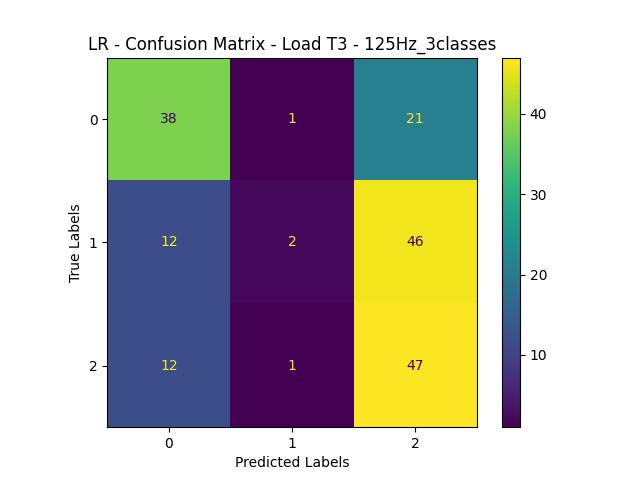 LR - Confusion Matrix - Load T3 - 125Hz_3classes
True Labels
0 38 1 21
1 12 2 46
2 12 1 47
0 1 2
Predicted Labels
40
30
20
10